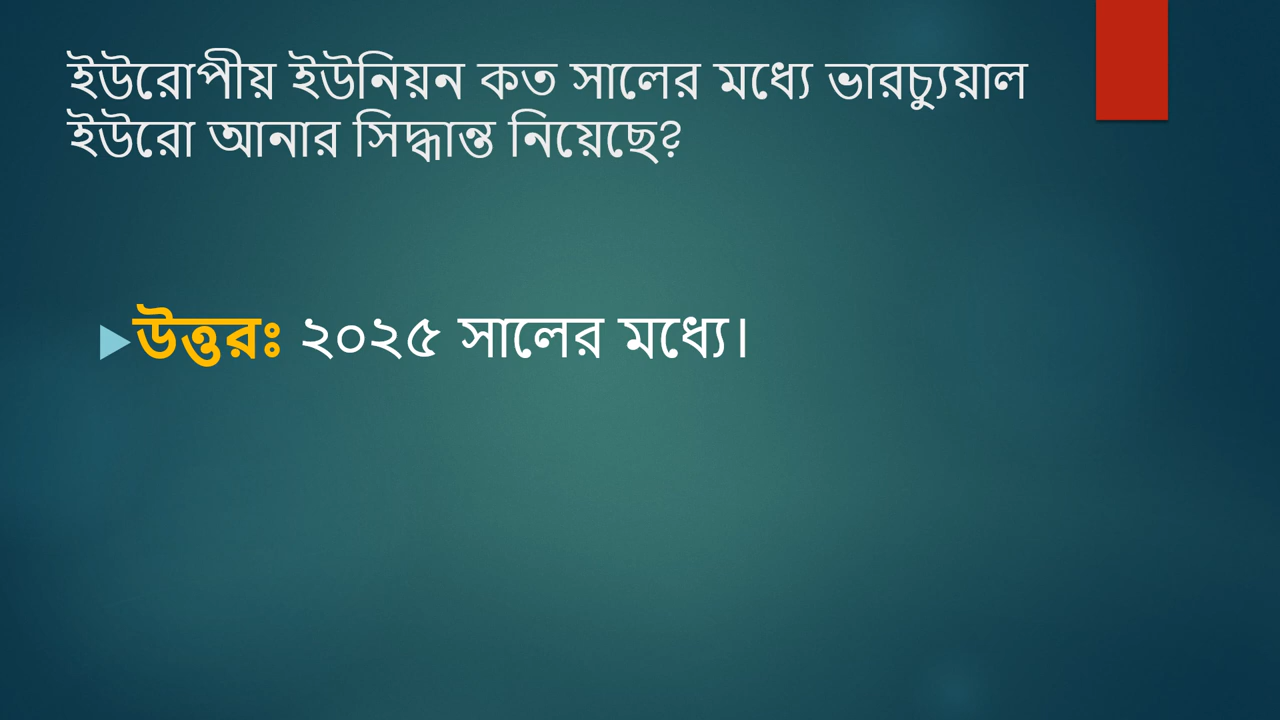 ইউরোপীয় ইউনিয়ন কত সালের মধ্যে ভারচ্যুয়াল
ইউরো আনার সিদ্ধান্ত নিয়েছে?
উত্তরঃ ২০২৫ সালের মধ্যে।